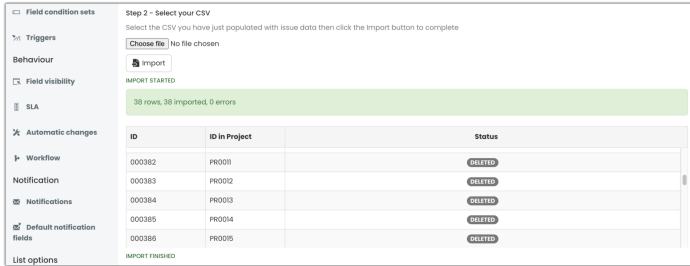 Field condition sets
Triggers
Behaviour
Field visibility
SLA
Automatic changes
Workflow
Notification
Notifications
Default notification
fields
List options
Step 2 - Select your CSV
Select the CSV you have just populated with issue data then click the Import button to complete
Choose file No file chosen
Import
IMPORT STARTED
38 rows, 38 imported, 0 errors
ID ID in Project Status
000382 PR0011 DELETED
000383 PR0012 DELETED
000384 PR0013 DELETED
000385 PR0014 DELETED
000386 PR0015 DELETED
IMPORT FINISHED